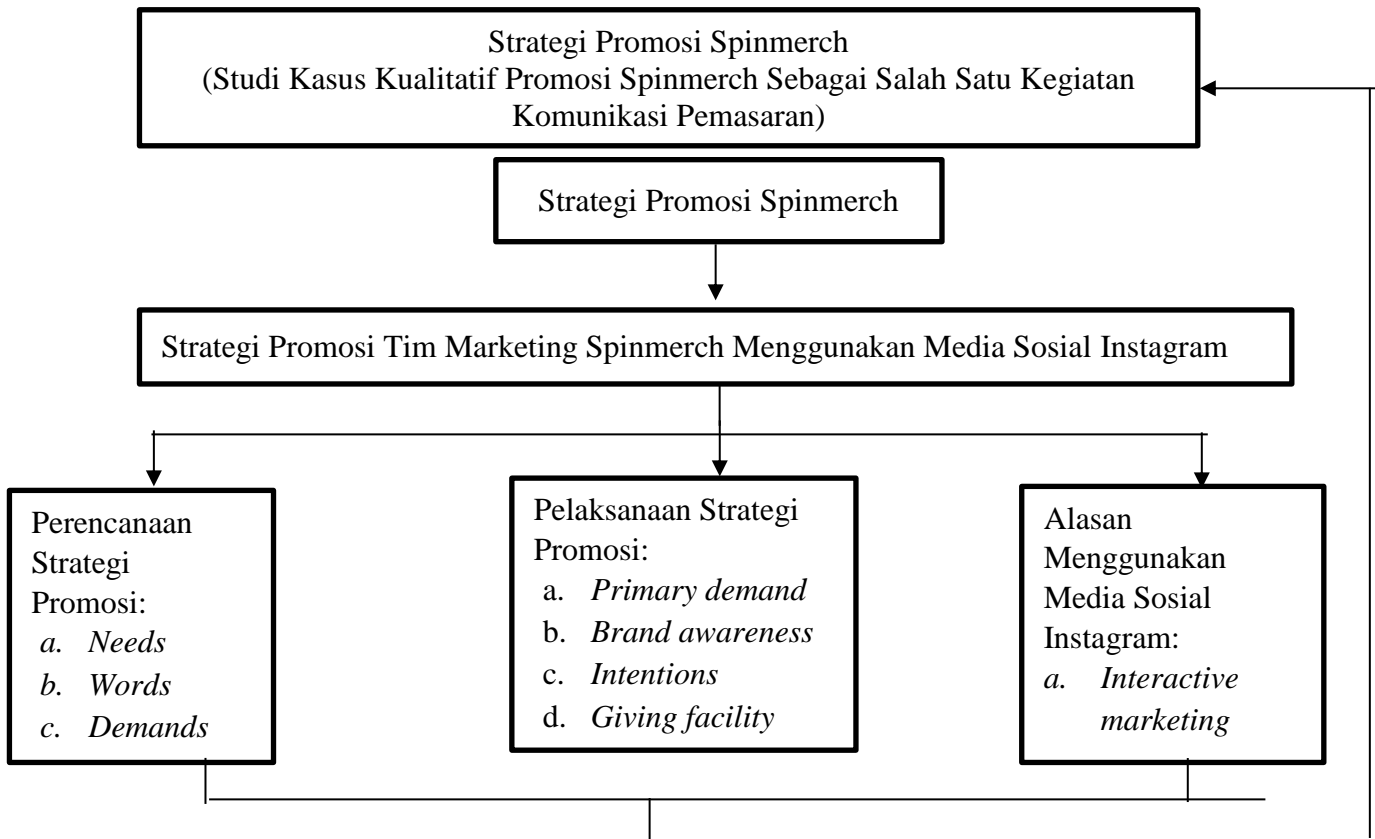 Strategi Promosi Spinmerch
(Studi Kasus Kualitatif Promosi Spinmerch Sebagai Salah Satu Kegiatan
Komunikasi Pemasaran)
Strategi Promosi Spinmerch
Strategi Promosi Tim Marketing Spinmerch Menggunakan Media Sosial Instagram
Perencanaan
Strategi
Promosi:
a. Needs
b. Words
c. Demands
Pelaksanaan Strategi
Promosi:
a. Primary demand
b. Brand awareness
c. Intentions
d. Giving facility
Alasan
Menggunakan
Media Sosial
Instagram:
a. Interactive
marketing